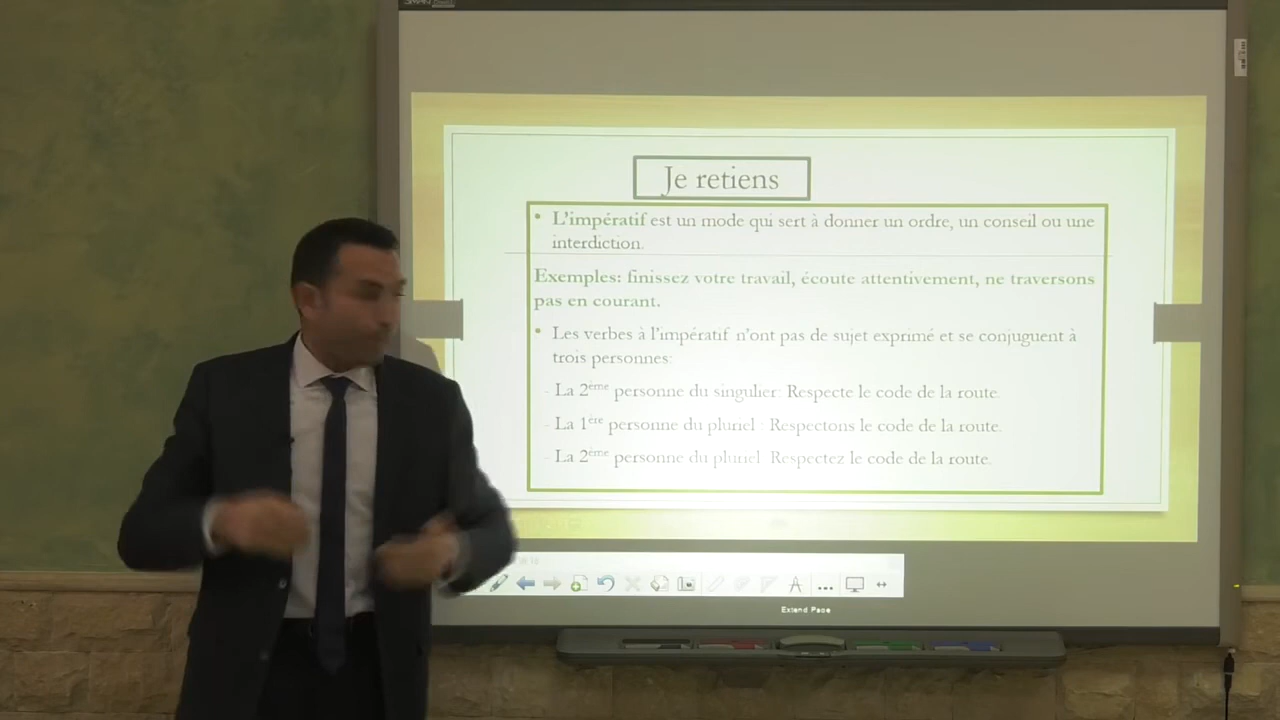 SMART
Je retiens
• L'impératif est un mode qui sert à donner un ordre, un conseil ou une
interdiction.
Exemples: finissez votre travail, écoute attentivement, ne traversons
pas en courant.
• Les verbes à l'impératif n'ont pas de sujet exprimé et se conjuguent à
trois personnes:
- La 2ème personne du singulier: Respecte le code de la route.
- La 1ère personne du pluriel : Respectons le code de la route.
- La 2ème personne du pluriel Respectez le code de la route.
Extend Page